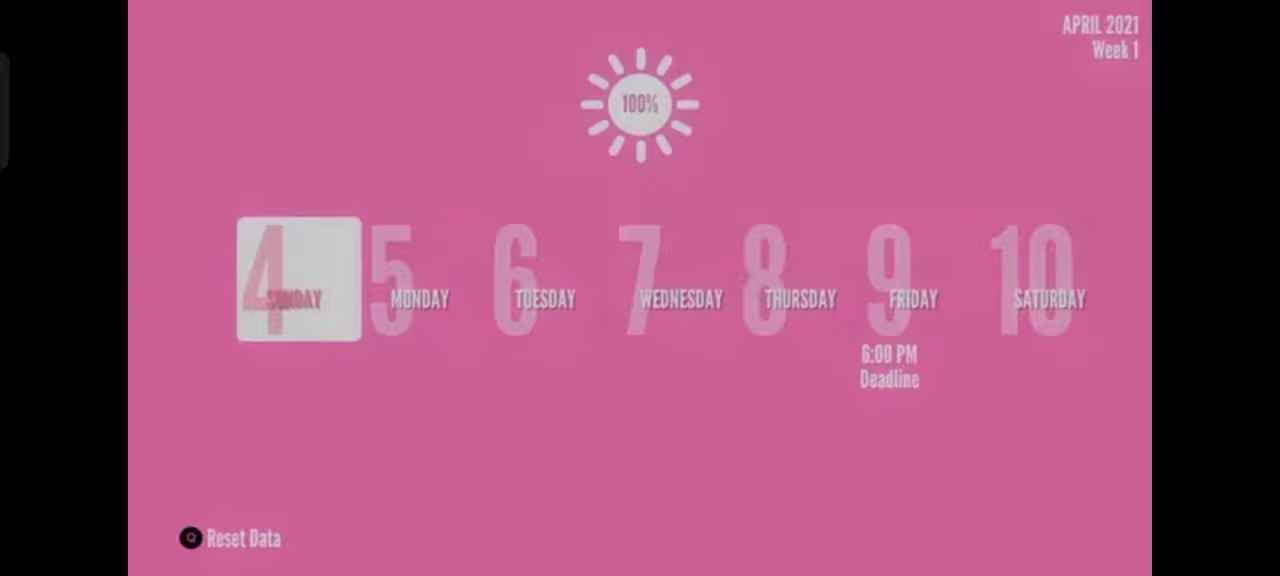 APRIL 2021
Week 1
100%
4 5 6 7 8 9 10
SUNDAY MONDAY TUESDAY WEDNESDAY THURSDAY FRIDAY SATURDAY
6:00 PM
Deadline
Q Reset Data